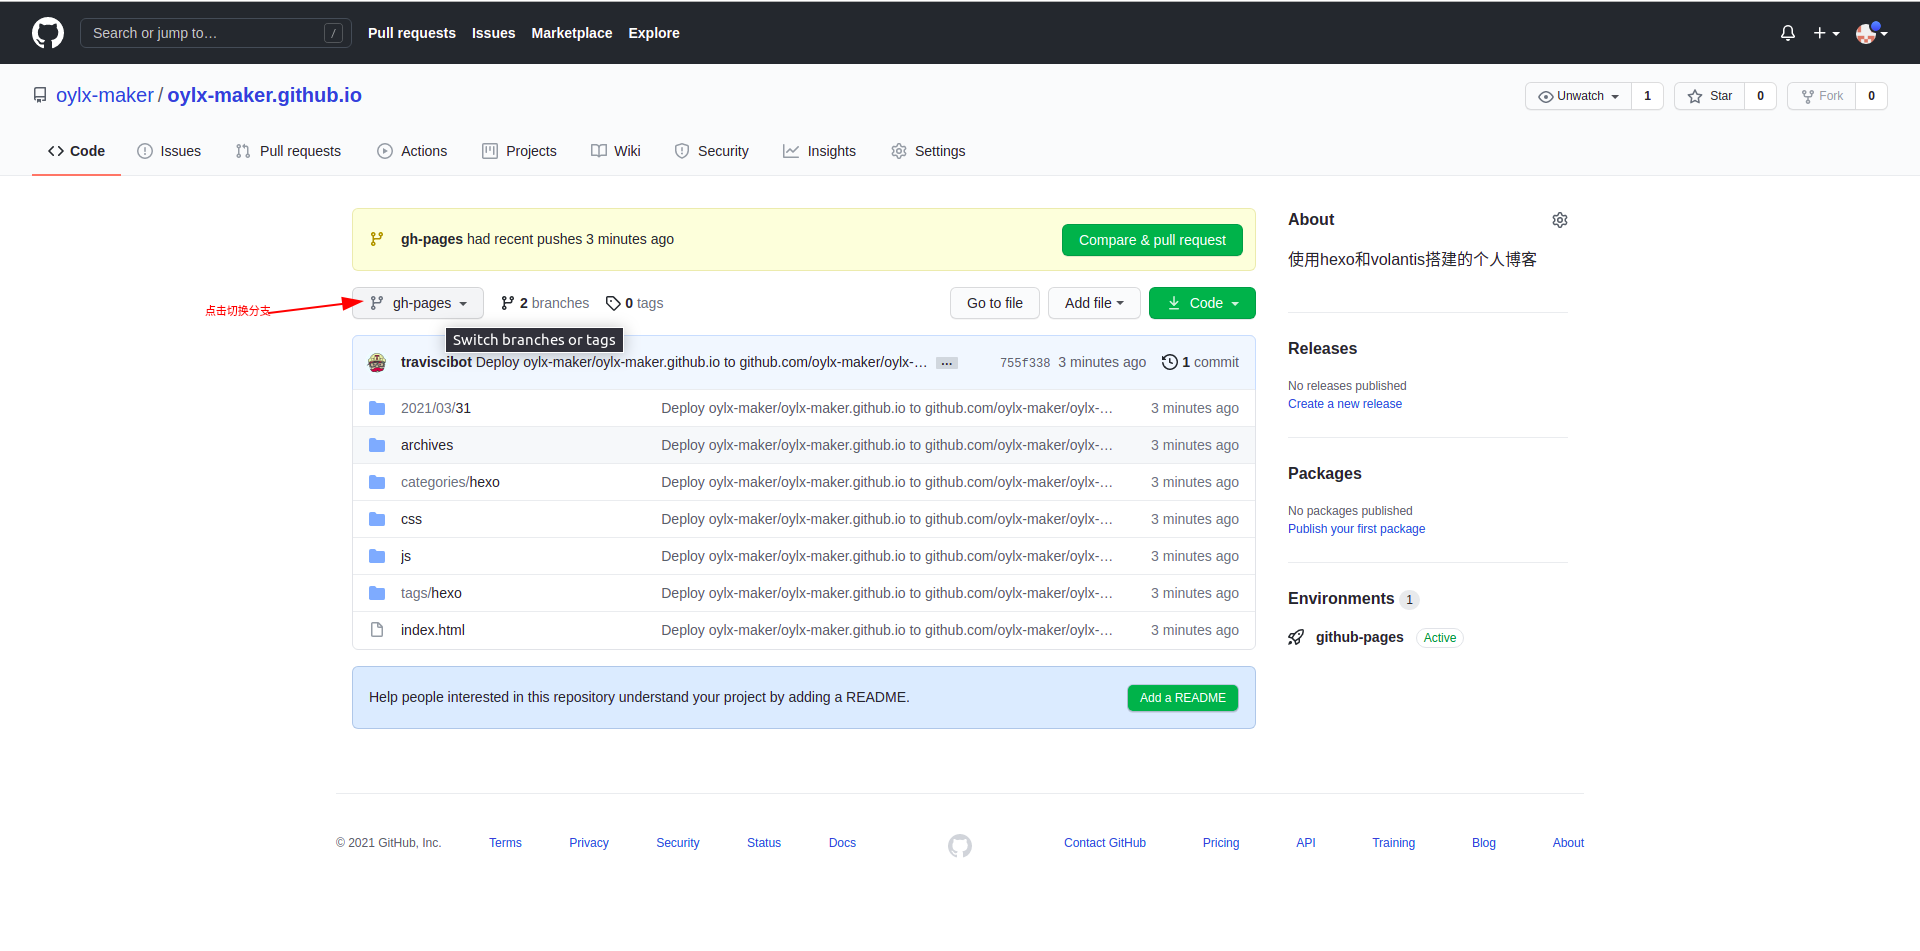 Search or jump to… /
Pull requests Issues Marketplace Explore
oylx-maker / oylx-maker.github.io
Unwatch 1 Star 0 Fork 0
Code Issues Pull requests Actions Projects Wiki Security Insights Settings
gh-pages had recent pushes 3 minutes ago
Compare & pull request
点击切换分支
gh-pages 2 branches 0 tags
Go to file Add file Code
Switch branches or tags
traviscibot Deploy oylx-maker/oylx-maker.github.io to github.com/oylx-maker/oylx-… … 755f338 3 minutes ago 1 commit
2021/03/31 Deploy oylx-maker/oylx-maker.github.io to github.com/oylx-maker/oylx-… 3 minutes ago
archives Deploy oylx-maker/oylx-maker.github.io to github.com/oylx-maker/oylx-… 3 minutes ago
categories/hexo Deploy oylx-maker/oylx-maker.github.io to github.com/oylx-maker/oylx-… 3 minutes ago
css Deploy oylx-maker/oylx-maker.github.io to github.com/oylx-maker/oylx-… 3 minutes ago
js Deploy oylx-maker/oylx-maker.github.io to github.com/oylx-maker/oylx-… 3 minutes ago
tags/hexo Deploy oylx-maker/oylx-maker.github.io to github.com/oylx-maker/oylx-… 3 minutes ago
index.html Deploy oylx-maker/oylx-maker.github.io to github.com/oylx-maker/oylx-… 3 minutes ago
Help people interested in this repository understand your project by adding a README.
Add a README
About
使用hexo和volantis搭建的个人博客
Releases
No releases published
Create a new release
Packages
No packages published
Publish your first package
Environments 1
github-pages Active
© 2021 GitHub, Inc. Terms Privacy Security Status Docs Contact GitHub Pricing API Training Blog About